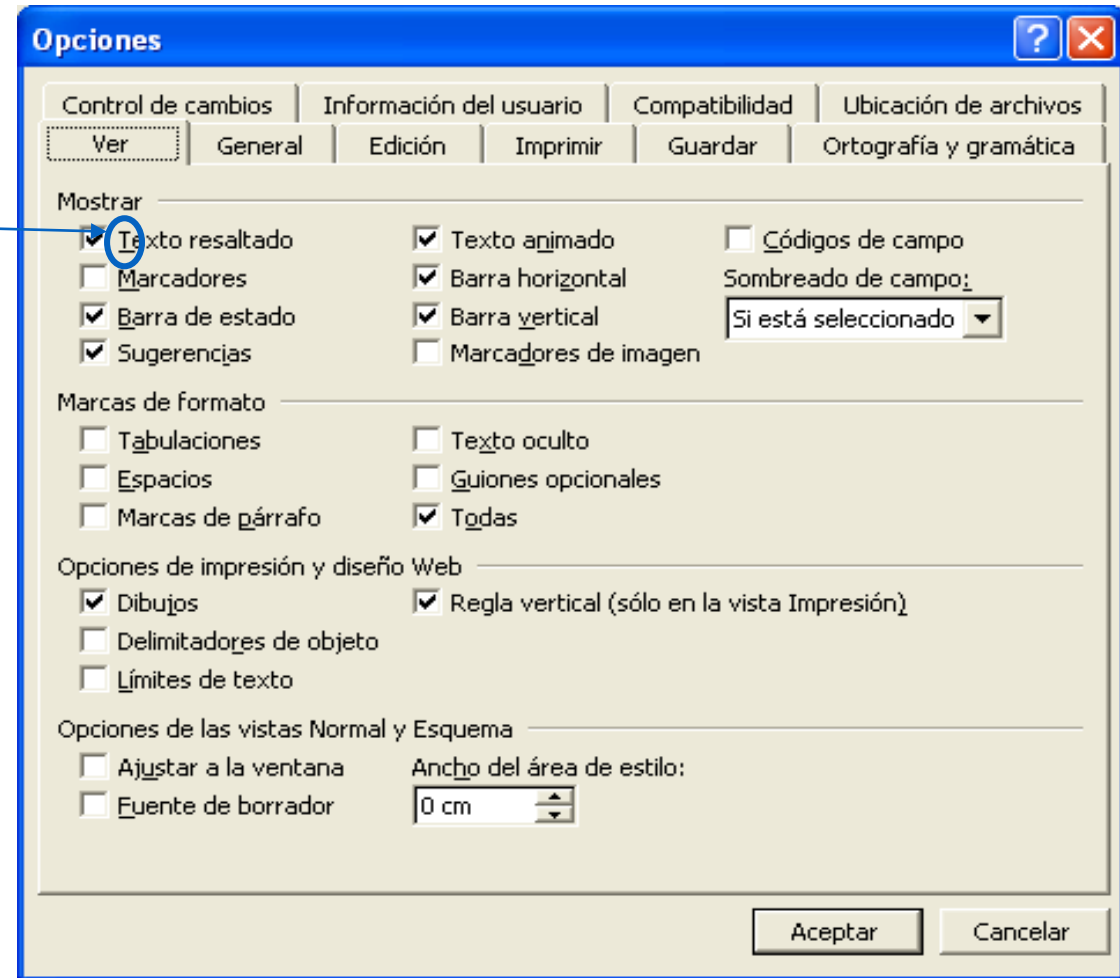 Opciones
Control de cambios Información del usuario Compatibilidad Ubicación de archivos
Ver General Edición Imprimir Guardar Ortografía y gramática
Mostrar
Texto resaltado Texto animado Códigos de campo
Marcadores Barra horizontal Sombreado de campo:
Barra de estado Barra vertical Si está seleccionado
Sugerencias Marcadores de imagen
Marcas de formato
Tabulaciones Texto oculto
Espacios Guiones opcionales
Marcas de párrafo Todas
Opciones de impresión y diseño Web
Dibujos Regla vertical (sólo en la vista Impresión)
Delimitadores de objeto
Límites de texto
Opciones de las vistas Normal y Esquema
Ajustar a la ventana Ancho del área de estilo:
Fuente de borrador 0 cm
Aceptar Cancelar